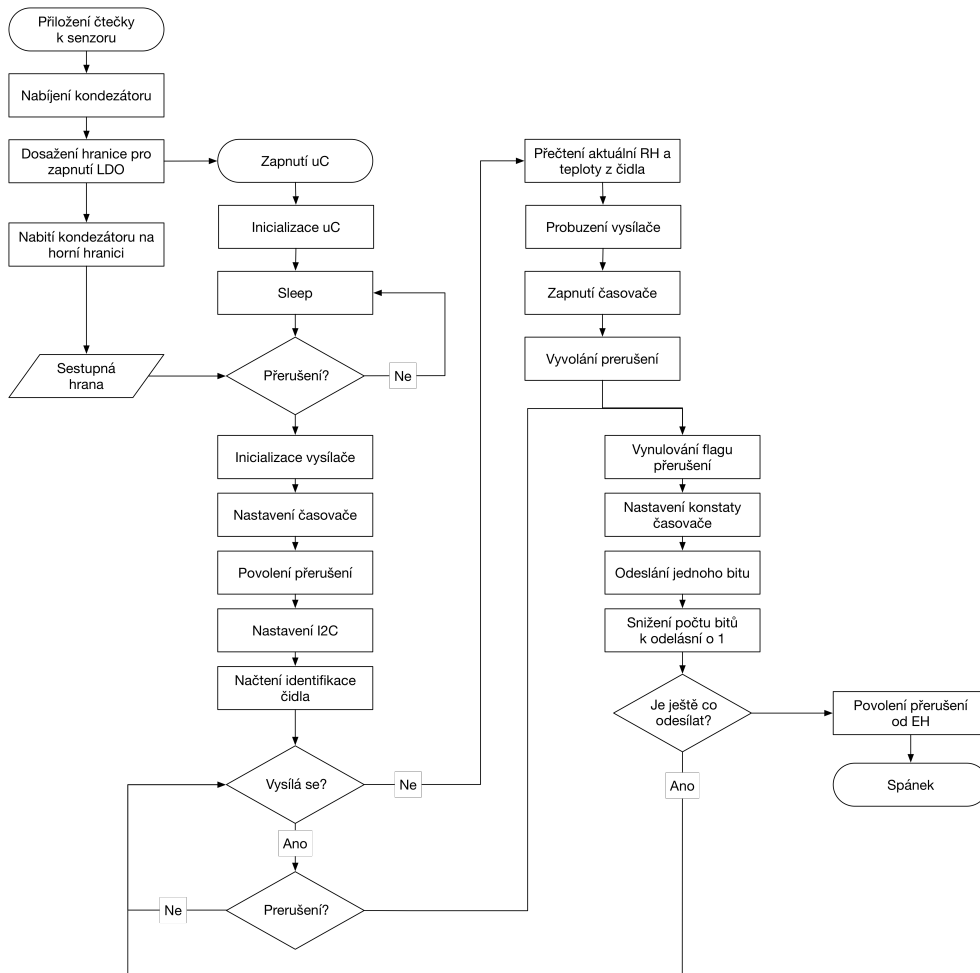 Přiložení čtečky
k senzoru
Nabíjení kondezátoru
Dosažení hranice pro
zapnutí LDO
Nabití kondezátoru na
horní hranici
Sestupná
hrana
Zapnutí uC
Inicializace uC
Sleep
Přerušení?
Ne
Inicializace vysílače
Nastavení časovače
Povolení přerušení
Nastavení I2C
Načtení identifikace
čidla
Vysílá se?
Ne
Ano
Prerušení?
Ne
Přečtení aktuální RH a
teploty z čidla
Probuzení vysílače
Zapnutí časovače
Vyvolání prerušení
Vynulování flagu
přerušení
Nastavení konstaty
časovače
Odeslání jednoho bitu
Snížení počtu bitů
k odelásní o 1
Je ještě co
odesílat?
Ano
Povolení přerušení
od EH
Spánek